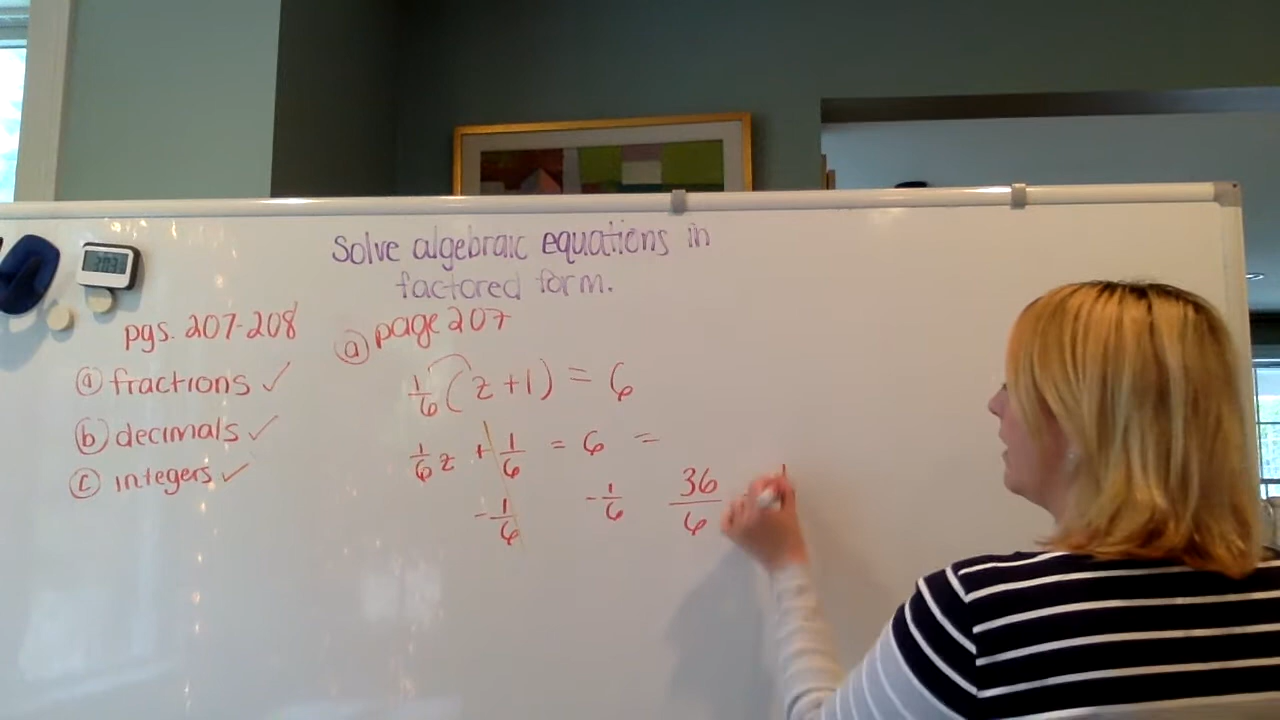 Solve algebraic equations in
factored form.
pgs. 207-208
ⓐ fractions ✓
ⓑ decimals ✓
ⓒ integers ✓
ⓐ page 207
1/6 (z + 1) = 6
1/6 z + 1/6 = 6 =
- 1/6 - 1/6 36/6